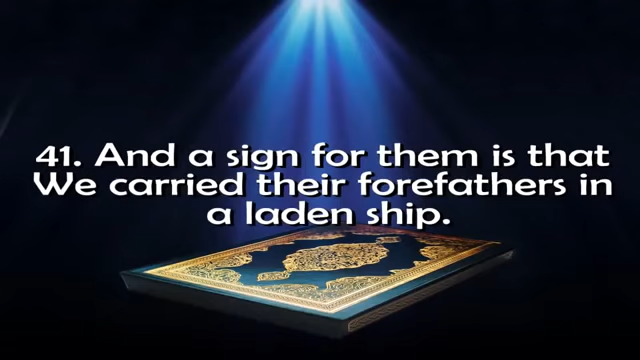 41. And a sign for them is that
We carried their forefathers in
a laden ship.